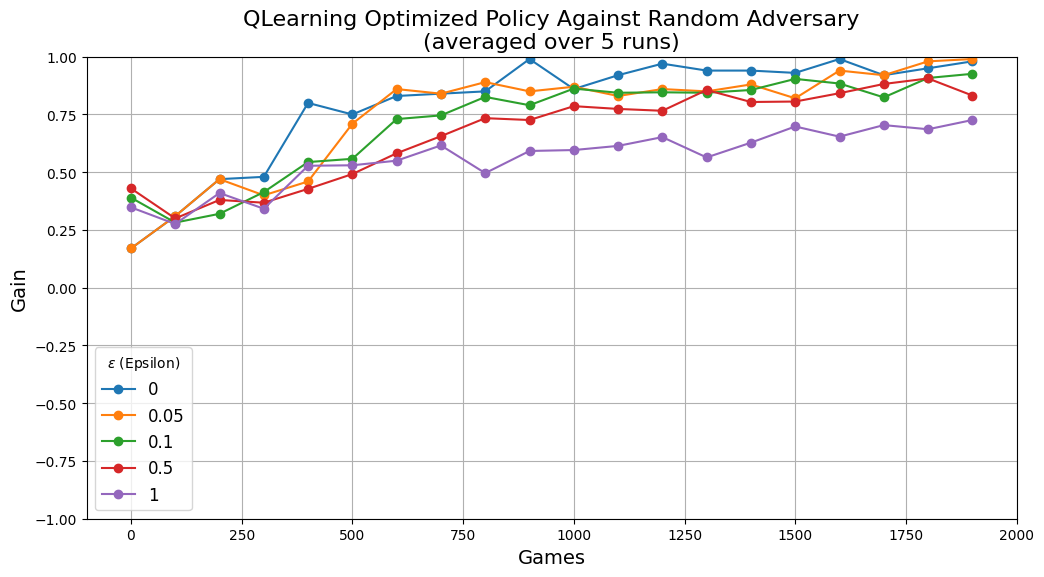 QLearning Optimized Policy Against Random Adversary
(averaged over 5 runs)
1.00
0.75
0.50
0.25
0.00
−0.25
−0.50
−0.75
−1.00
Gain
ε (Epsilon)
0
0.05
0.1
0.5
1
0 250 500 750 1000 1250 1500 1750 2000
Games